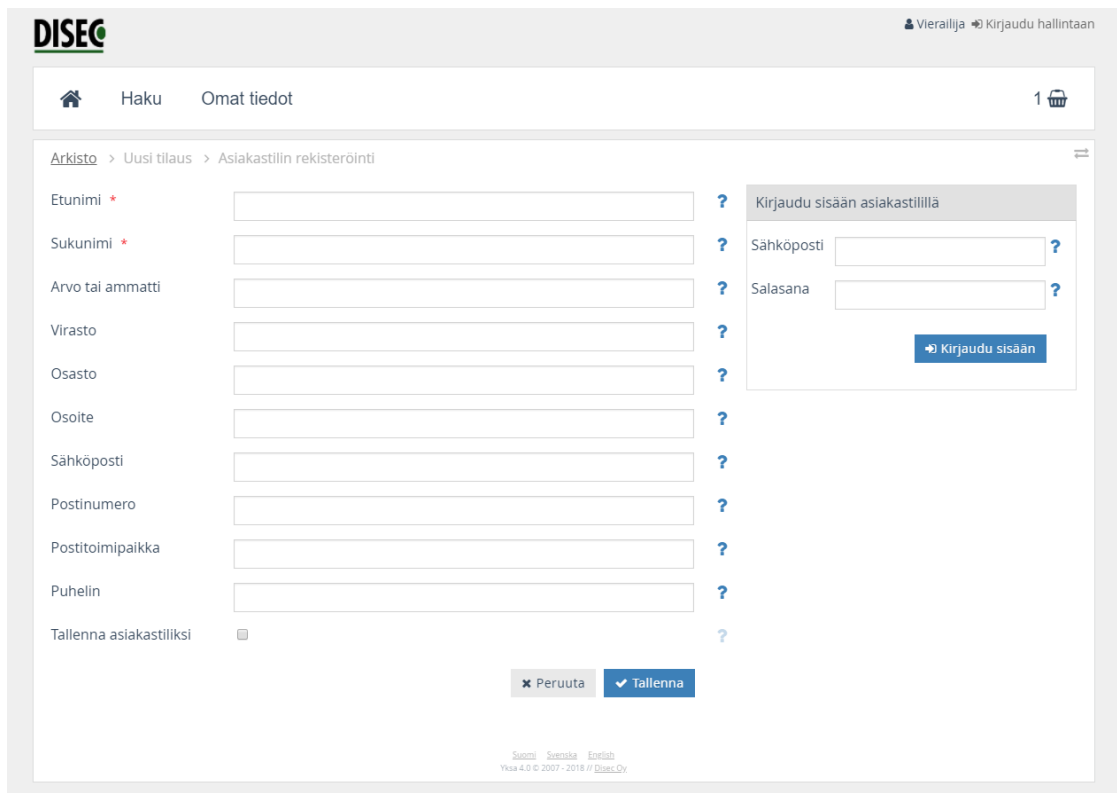 DISEC
Vierailija Kirjaudu hallintaan
Haku Omat tiedot 1
Arkisto > Uusi tilaus > Asiakastilin rekisteröinti
Etunimi * ?
Sukunimi * ?
Arvo tai ammatti ?
Virasto ?
Osasto ?
Osoite ?
Sähköposti ?
Postinumero ?
Postitoimipaikka ?
Puhelin ?
Tallenna asiakastiliksi ?
Peruuta Tallenna
Kirjaudu sisään asiakastilillä
Sähköposti ?
Salasana ?
Kirjaudu sisään
Suomi Svenska English
Yksa 4.0 © 2007 - 2018 // Disec Oy